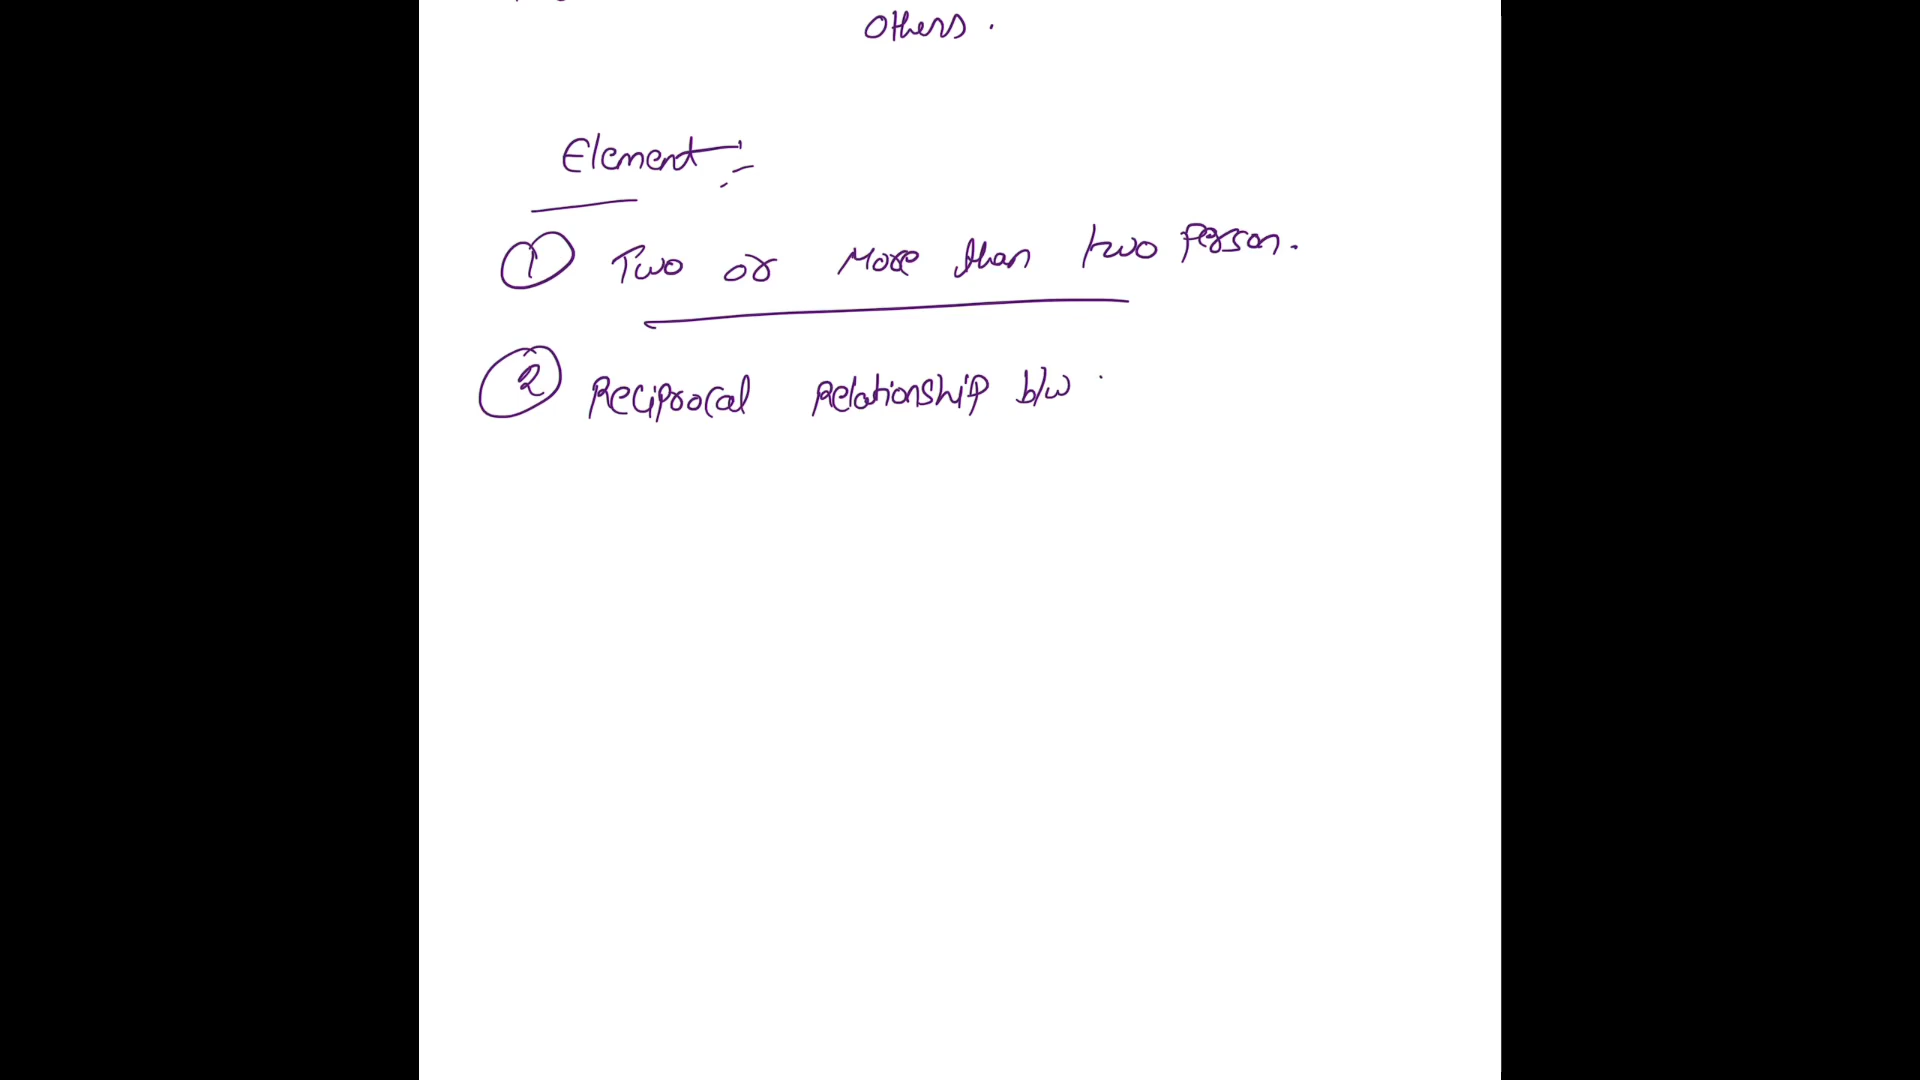 Others.
Element :-
① Two or More than two Person.
② Reciprocal Relationship b/w